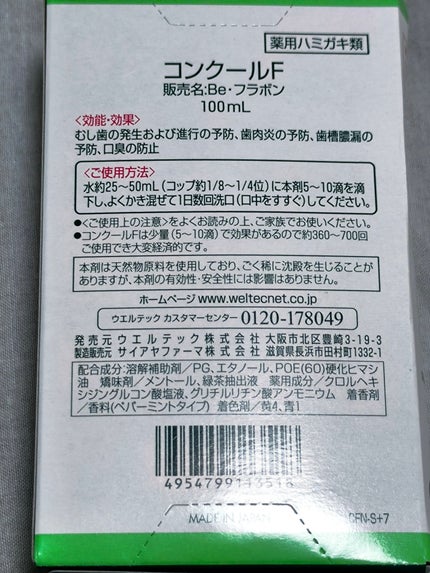 薬用ハミガキ類
コンクールF
販売名:Be・フラボン
100mL
<効能・効果>
むし歯の発生および進行の予防、歯肉炎の予防、歯槽膿漏の
予防、口臭の防止
<ご使用方法>
水約25～50mL(コップ約1/8～1/4位)に本剤5～10滴を滴
下し、よくかき混ぜて1日数回洗口(口中をすすぐ)してください。
●<ご使用上の注意>をよくお読みの上、ご家族でお使いください。
●コンクールFは少量(5～10滴)で効果があるので約360～700回
ご使用でき大変経済的です。
本剤は天然物原料を使用しており、ごく稀に沈殿を生じることが
ありますが、本剤の有効性・安全性には影響はありません。
ホームページ www.weltecnet.co.jp
ウエルテック カスタマーセンター 0120-178049
発売元 ウエルテック株式会社 大阪市北区豊崎3-19-3
製造販売元 サイアヤファーマ株式会社 滋賀県長浜市田村町1332-1
配合成分:溶解補助剤/PG、エタノール、POE(60)硬化ヒマシ
油 矯味剤/メントール、緑茶抽出液 薬用成分/クロルヘキ
シジングルコン酸塩液、グリチルリチン酸アンモニウム 着香剤
/香料(ペパーミントタイプ) 着色剤/黄4、青1
MADE IN JAPAN
CFN-S+7